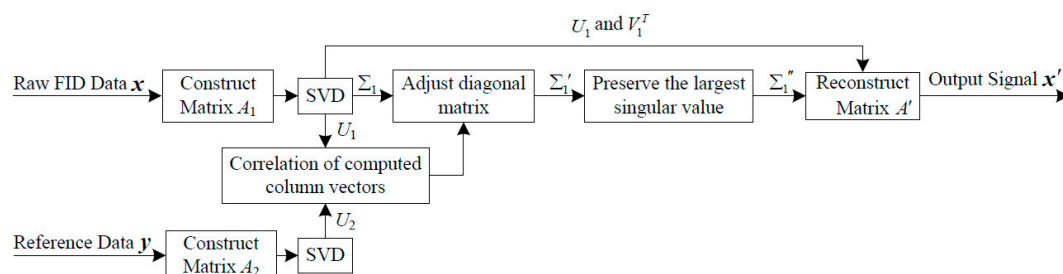 U₁ and V₁ᵀ
Raw FID Data x
Construct
Matrix A₁
SVD
Σ₁
Adjust diagonal
matrix
Σ₁′
Preserve the largest
singular value
Σ₁″
Reconstruct
Matrix A′
Output Signal x′
U₁
Correlation of computed
column vectors
U₂
Reference Data y
Construct
Matrix A₂
SVD